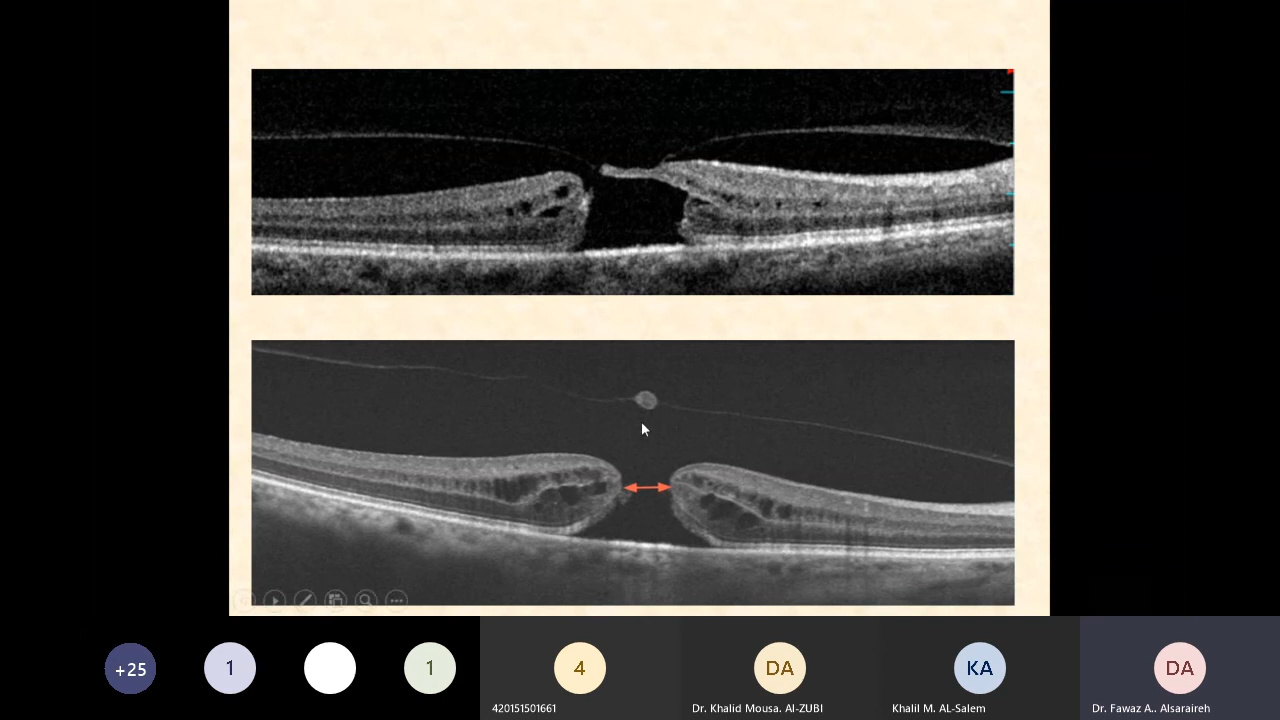 +25
1
1
4
DA
KA
DA
420151501661
Dr. Khalid Mousa. Al-ZUBI
Khalil M. AL-Salem
Dr. Fawaz A.. Alsaraireh